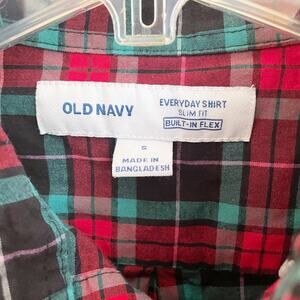 OLD NAVY
EVERYDAY SHIRT
SLIM FIT
BUILT-IN FLEX
S
MADE IN
BANGLADESH